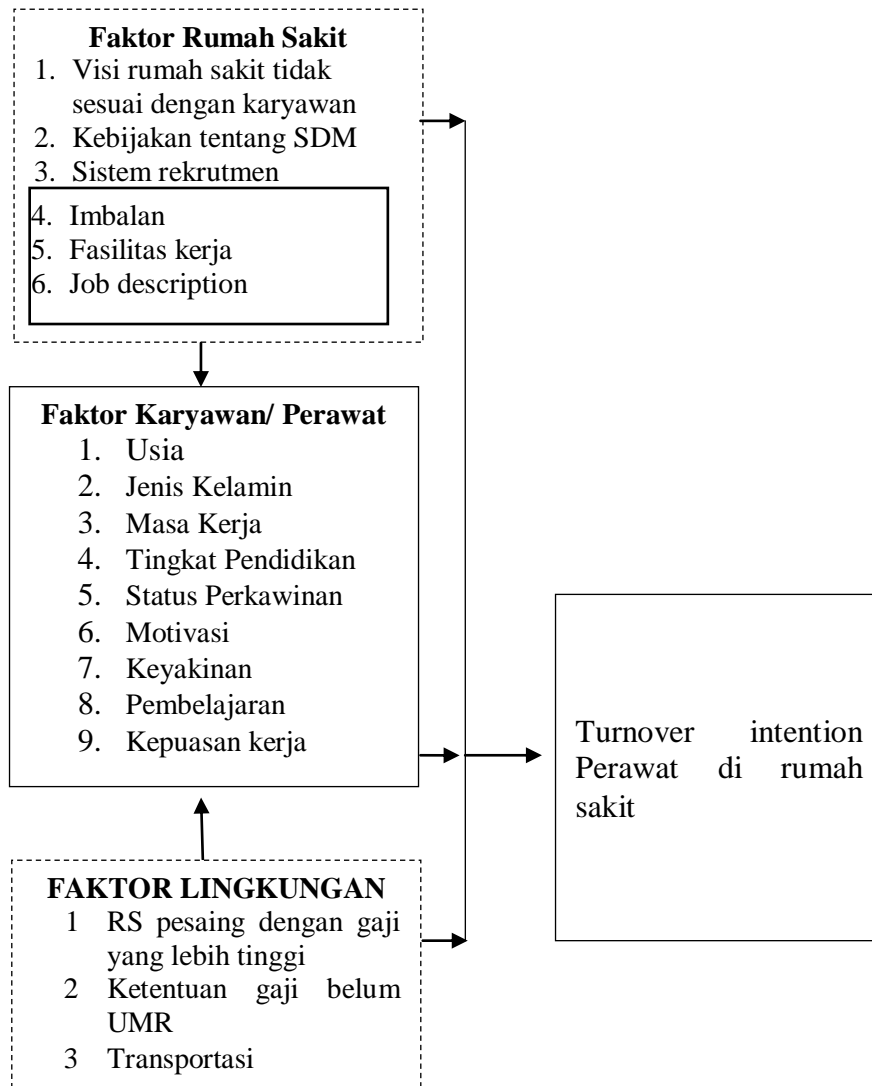 Faktor Rumah Sakit
1. Visi rumah sakit tidak
sesuai dengan karyawan
2. Kebijakan tentang SDM
3. Sistem rekrutmen
4. Imbalan
5. Fasilitas kerja
6. Job description
Faktor Karyawan/ Perawat
1. Usia
2. Jenis Kelamin
3. Masa Kerja
4. Tingkat Pendidikan
5. Status Perkawinan
6. Motivasi
7. Keyakinan
8. Pembelajaran
9. Kepuasan kerja
Turnover intention
Perawat di rumah
sakit
FAKTOR LINGKUNGAN
1 RS pesaing dengan gaji
yang lebih tinggi
2 Ketentuan gaji belum
UMR
3 Transportasi